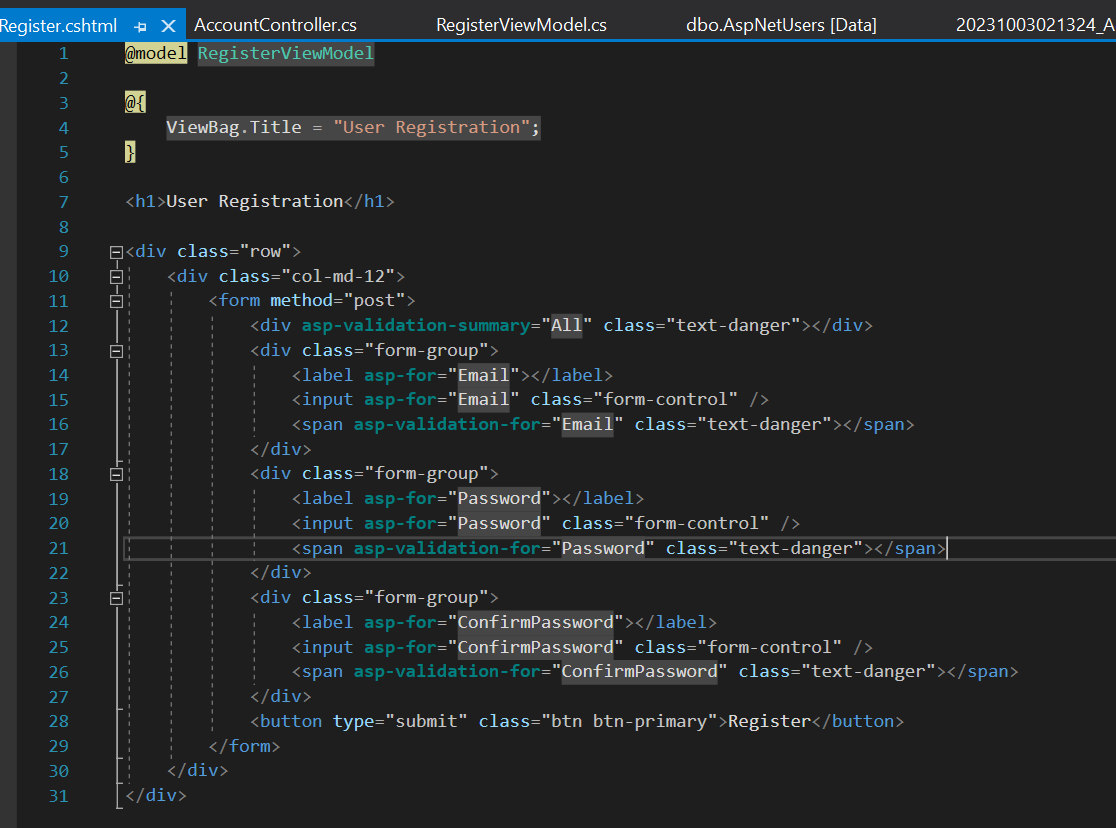 Register.cshtml AccountController.cs RegisterViewModel.cs dbo.AspNetUsers [Data] 20231003021324_A
1 @model RegisterViewModel
2
3 @{
4 ViewBag.Title = "User Registration";
5 }
6
7 <h1>User Registration</h1>
8
9 <div class="row">
10 <div class="col-md-12">
11 <form method="post">
12 <div asp-validation-summary="All" class="text-danger"></div>
13 <div class="form-group">
14 <label asp-for="Email"></label>
15 <input asp-for="Email" class="form-control" />
16 <span asp-validation-for="Email" class="text-danger"></span>
17 </div>
18 <div class="form-group">
19 <label asp-for="Password"></label>
20 <input asp-for="Password" class="form-control" />
21 <span asp-validation-for="Password" class="text-danger"></span>
22 </div>
23 <div class="form-group">
24 <label asp-for="ConfirmPassword"></label>
25 <input asp-for="ConfirmPassword" class="form-control" />
26 <span asp-validation-for="ConfirmPassword" class="text-danger"></span>
27 </div>
28 <button type="submit" class="btn btn-primary">Register</button>
29 </form>
30 </div>
31 </div>